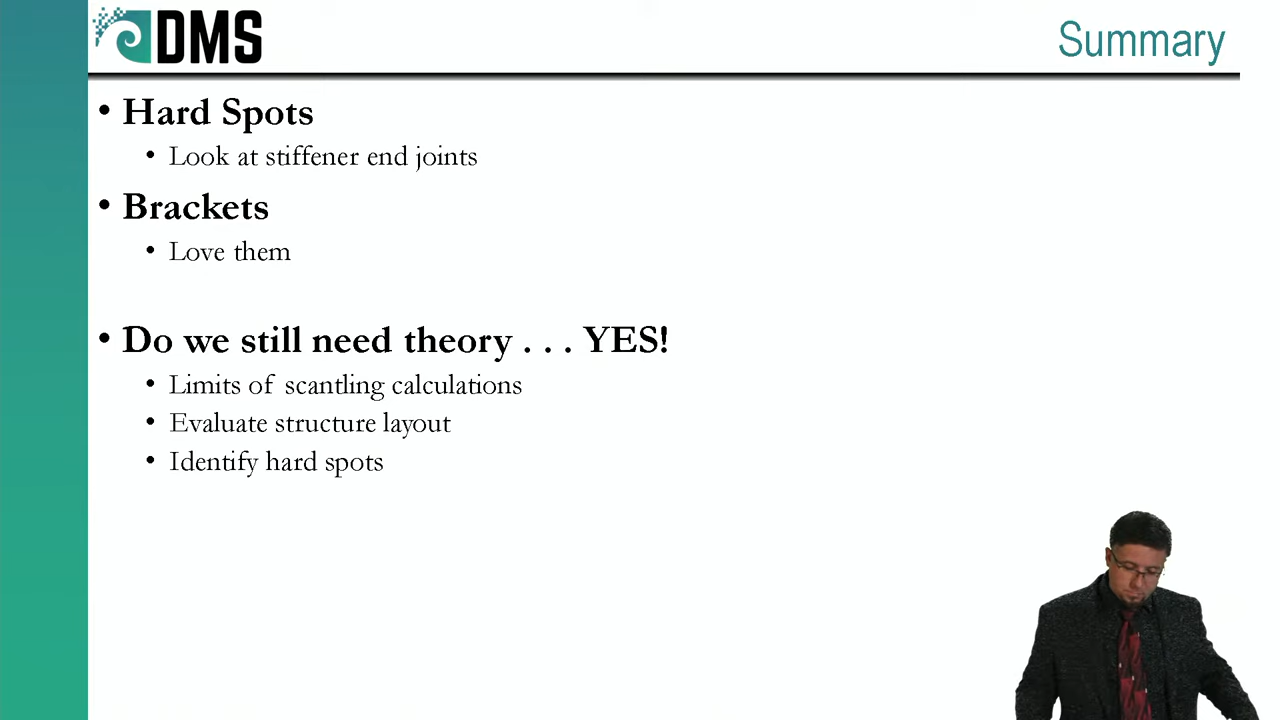 DMS
Summary
• Hard Spots
• Look at stiffener end joints
• Brackets
• Love them
• Do we still need theory . . . YES!
• Limits of scantling calculations
• Evaluate structure layout
• Identify hard spots